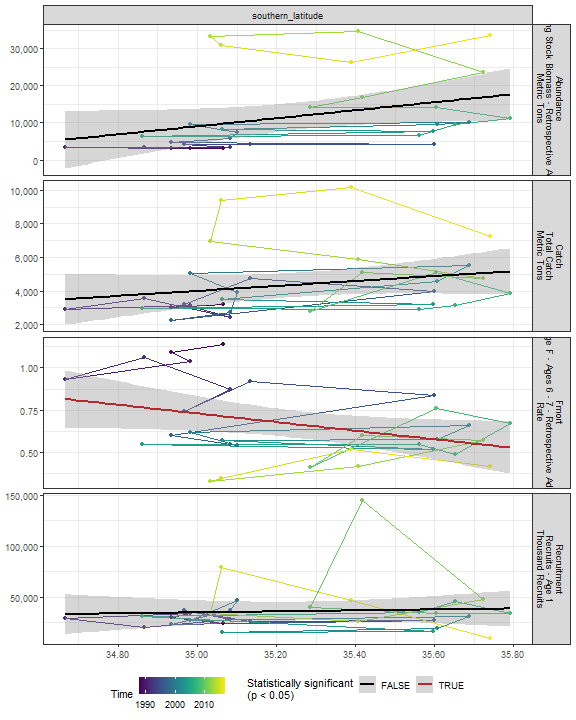 southern_latitude
30,000
20,000
10,000
0
Abundance
Stock Biomass - Retrospective
Metric Tons
10,000
8,000
6,000
4,000
2,000
Catch
Total Catch
Metric Tons
1.00
0.75
0.50
Fmort
F - Ages 6 - 7 - Retrospective
Rate
150,000
100,000
50,000
Recruitment
Recruits - Age 1
Thousand Recruits
34.80 35.00 35.20 35.40 35.60 35.80
Time
1990 2000 2010
Statistically significant
(p < 0.05)
FALSE TRUE